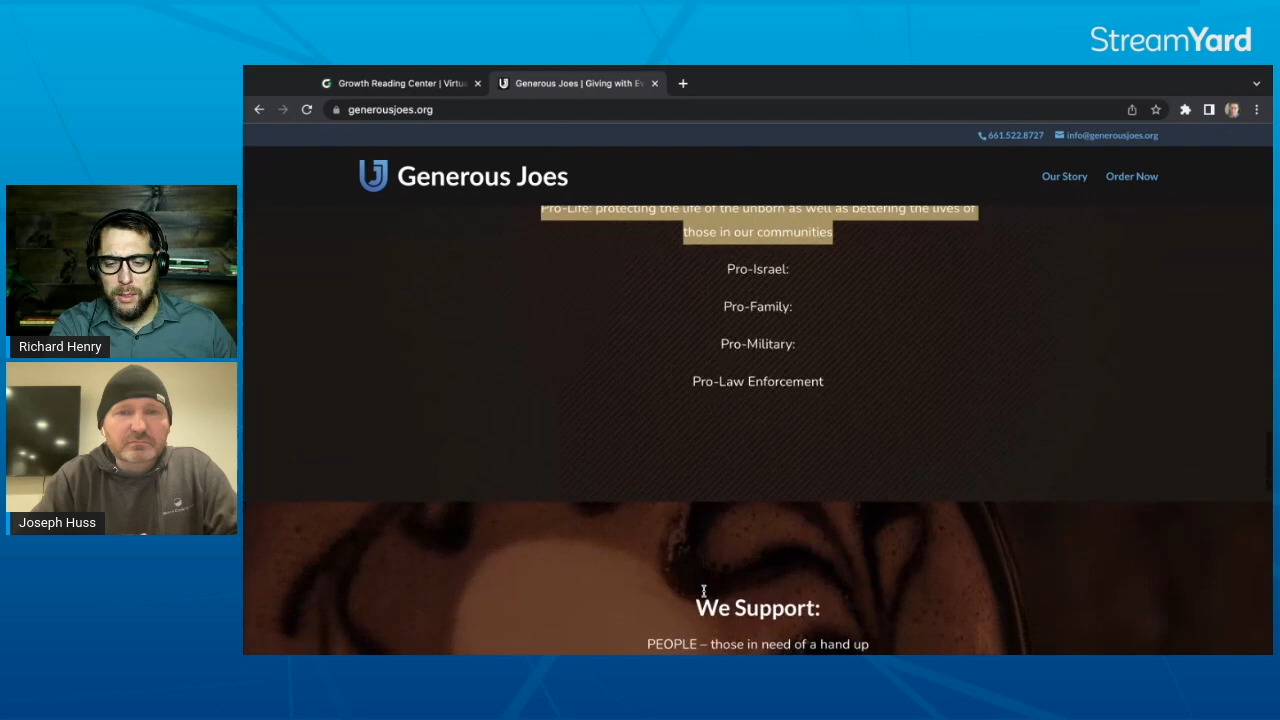 StreamYard
Growth Reading Center | Virtu
Generous Joes | Giving with Ev
generousjoes.org
661.522.8727
info@generousjoes.org
Generous Joes
Our Story
Order Now
Pro-Life: protecting the life of the unborn as well as bettering the lives of
those in our communities
Pro-Israel:
Pro-Family:
Pro-Military:
Pro-Law Enforcement
We Support:
PEOPLE – those in need of a hand up
Richard Henry
Joseph Huss